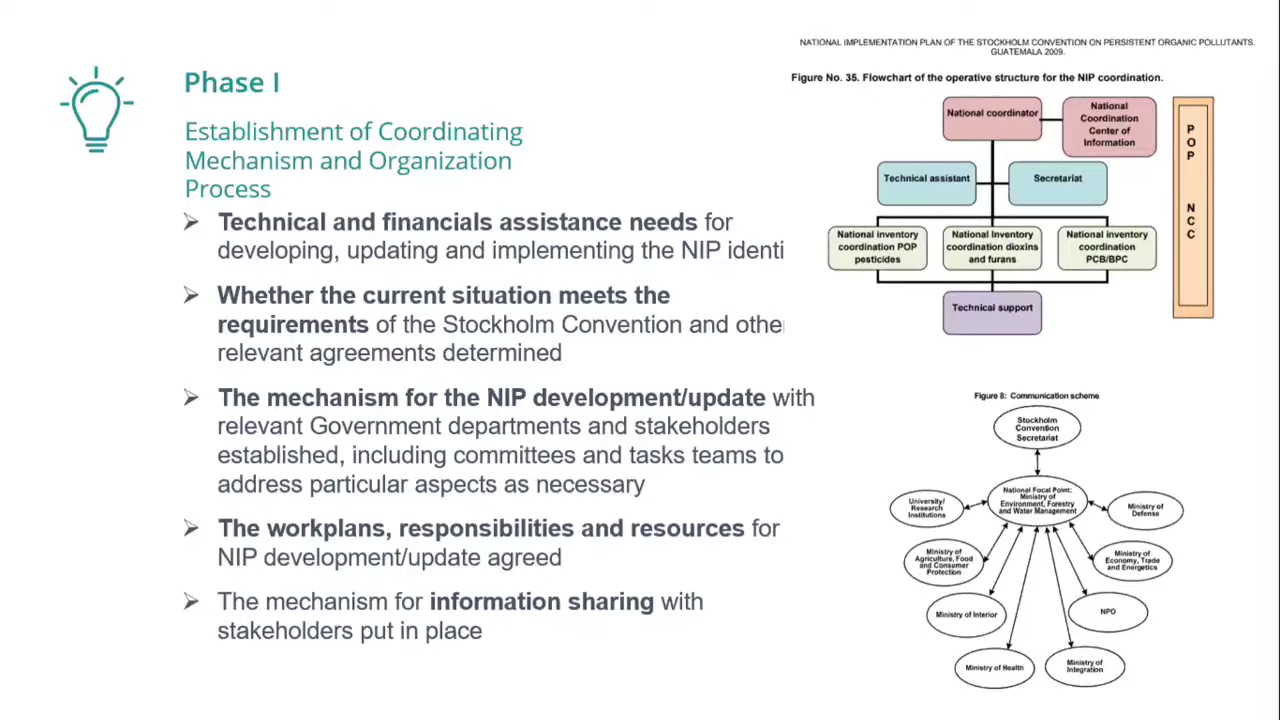 Phase I
Establishment of Coordinating
Mechanism and Organization
Process
Technical and financials assistance needs for
developing, updating and implementing the NIP identi
Whether the current situation meets the
requirements of the Stockholm Convention and othe
relevant agreements determined
The mechanism for the NIP development/update with
relevant Government departments and stakeholders
established, including committees and tasks teams to
address particular aspects as necessary
The workplans, responsibilities and resources for
NIP development/update agreed
The mechanism for information sharing with
stakeholders put in place
NATIONAL IMPLEMENTATION PLAN OF THE STOCKHOLM CONVENTION ON PERSISTENT ORGANIC POLLUTANTS.
GUATEMALA 2009.
Figure No. 35. Flowchart of the operative structure for the NIP coordination.
National coordinator
National
Coordination
Center of
Information
Technical assistant
Secretariat
National inventory
coordination POP
pesticides
National Inventory
coordination dioxins
and furans
National inventory
coordination
PCB/BPC
Technical support
P
O
P
N
C
C
Figure 8: Communication scheme
Stockholm
Convention
Secretariat
National Focal Point:
Ministry of
Environment, Forestry
and Water Management
University/
Research
Institutions
Ministry of
Defense
Ministry of
Agriculture, Food
and Consumer
Protection
Ministry of
Economy, Trade
and Energetics
Ministry of Interior
NPO
Ministry of Health
Ministry of
Integration